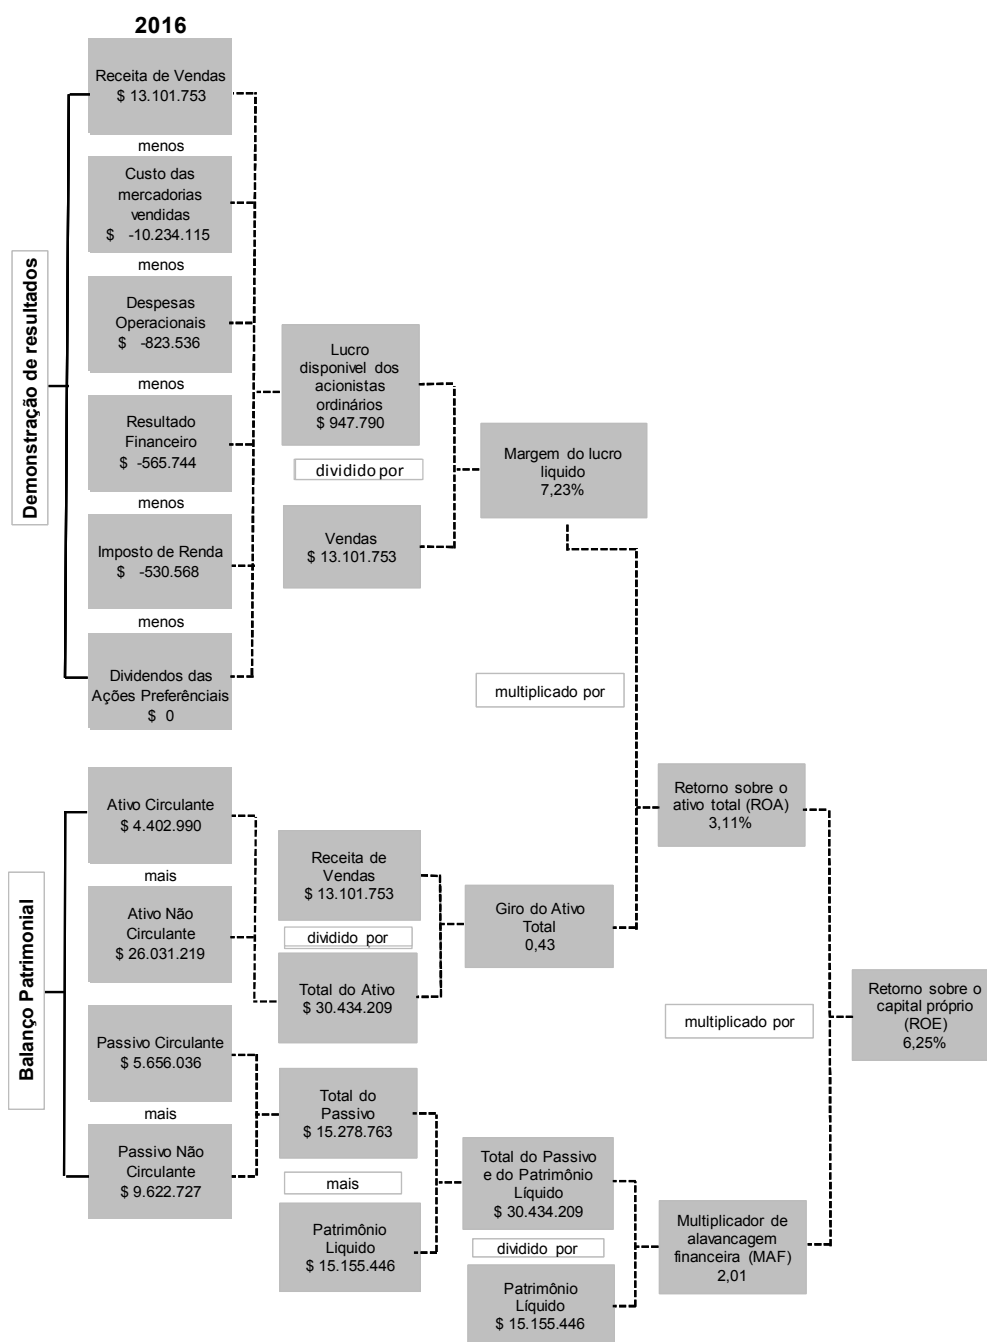 2016
Demonstração de resultados
Receita de Vendas
$ 13.101.753
menos
Custo das
mercadorias
vendidas
$ -10.234.115
menos
Despesas
Operacionais
$ -823.536
menos
Resultado
Financeiro
$ -565.744
menos
Imposto de Renda
$ -530.568
menos
Dividendos das
Ações Preferênciais
$ 0
Lucro
disponivel dos
acionistas
ordinários
$ 947.790
dividido por
Vendas
$ 13.101.753
Margem do lucro
liquido
7,23%
multiplicado por
Balanço Patrimonial
Ativo Circulante
$ 4.402.990
mais
Ativo Não
Circulante
$ 26.031.219
Passivo Circulante
$ 5.656.036
mais
Passivo Não
Circulante
$ 9.622.727
Receita de
Vendas
$ 13.101.753
dividido por
Total do Ativo
$ 30.434.209
Giro do Ativo
Total
0,43
Retorno sobre o
ativo total (ROA)
3,11%
Total do
Passivo
$ 15.278.763
mais
Patrimônio
Liquido
$ 15.155.446
Total do Passivo
e do Patrimônio
Líquido
$ 30.434.209
dividido por
Patrimônio
Líquido
$ 15.155.446
Multiplicador de
alavancagem
financeira (MAF)
2,01
multiplicado por
Retorno sobre o
capital próprio
(ROE)
6,25%